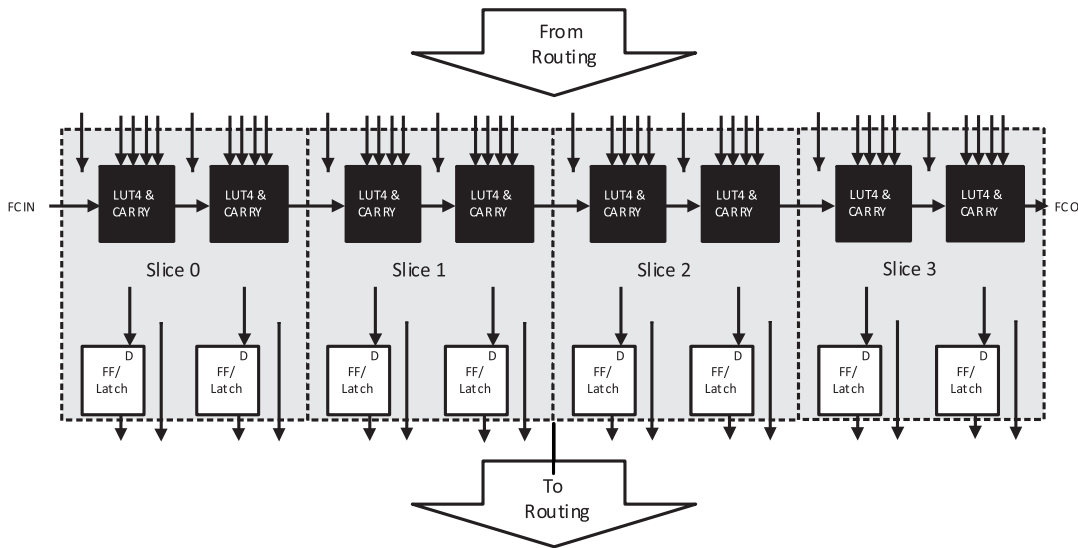 From
Routing
FCIN
LUT4 &
CARRY
LUT4 &
CARRY
LUT4 &
CARRY
LUT4 &
CARRY
LUT4 &
CARRY
LUT4 &
CARRY
LUT4 &
CARRY
LUT4 &
CARRY
FCO
Slice 0
Slice 1
Slice 2
Slice 3
D
FF/
Latch
D
FF/
Latch
D
FF/
Latch
D
FF/
Latch
D
FF/
Latch
D
FF/
Latch
D
FF/
Latch
D
FF/
Latch
To
Routing